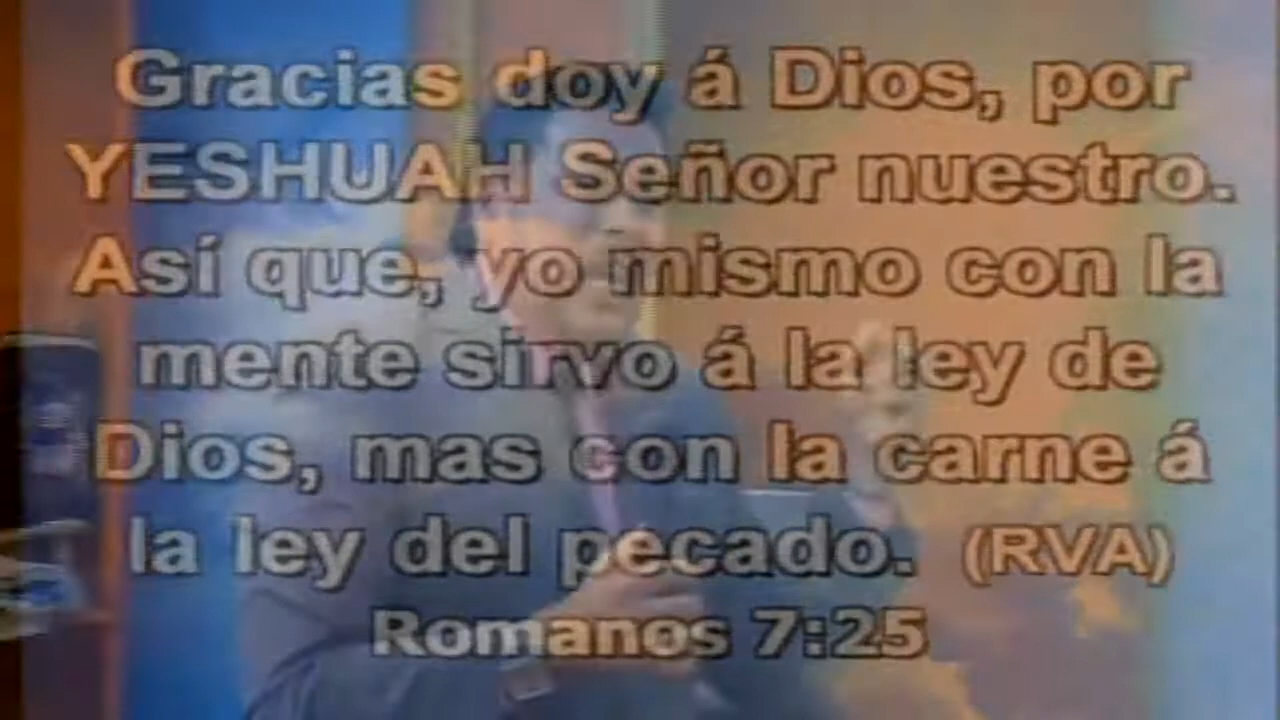 Gracias doy á Dios, por
YESHUAH Señor nuestro.
Así que, yo mismo con la
mente sirvo á la ley de
Dios, mas con la carne á
la ley del pecado. (RVA)
Romanos 7:25